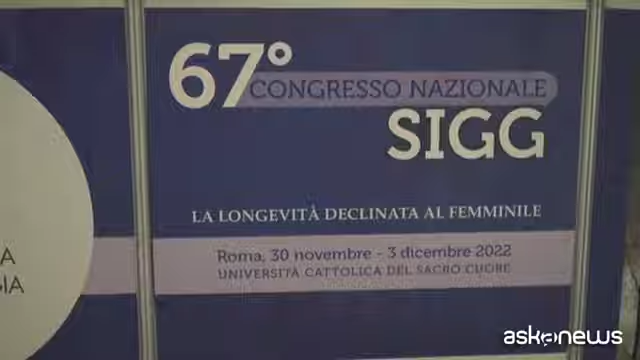 67° CONGRESSO NAZIONALE
SIGG
LA LONGEVITÀ DECLINATA AL FEMMINILE
Roma, 30 novembre - 3 dicembre 2022
UNIVERSITÀ CATTOLICA DEL SACRO CUORE
A
IA
askanews